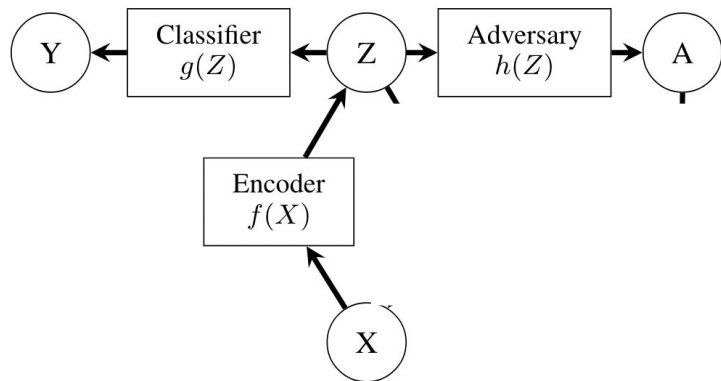 Y
Classifier
g(Z)
Z
Adversary
h(Z)
A
Encoder
f(X)
X